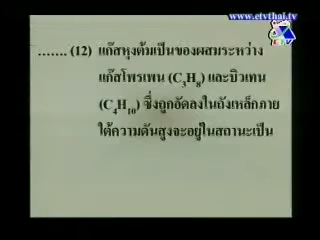 www.etvthai.tv
ETV
....... (12) แก๊สหุงต้มเป็นของผสมระหว่าง
แก๊สโพรเพน (C₃H₈) และบิวเทน
(C₄H₁₀) ซึ่งถูกอัดลงในถังเหล็กภาย
ใต้ความดันสูงจะอยู่ในสถานะเป็น